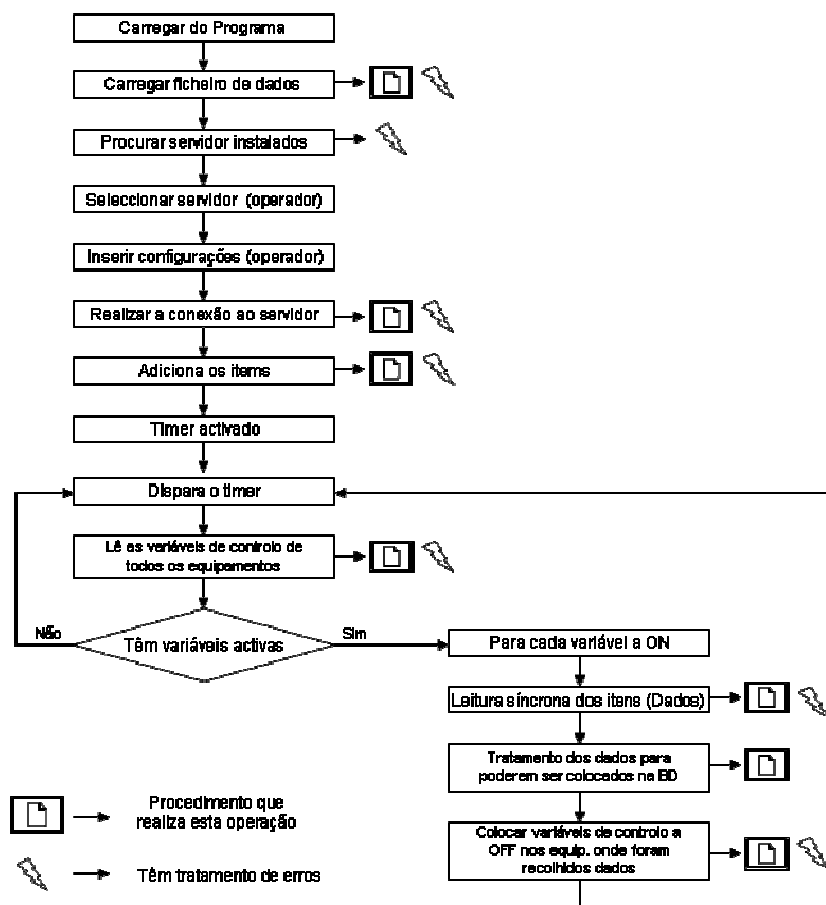 Carregar do Programa
Carregar ficheiro de dados
Procurar servidor instalados
Seleccionar servidor (operador)
Inserir configurações (operador)
Realizar a conexão ao servidor
Adiciona os items
Timer activado
Dispara o timer
Lê as variáveis de controlo de
todos os equipamentos
Não
Têm variáveis activas
Sim
Para cada variável a ON
Leitura síncrona dos itens (Dados)
Tratamento dos dados para
poderem ser colocados na BD
Colocar variáveis de controlo a
OFF nos equip. onde foram
recolhidos dados
Procedimento que
realiza esta operação
Têm tratamento de erros